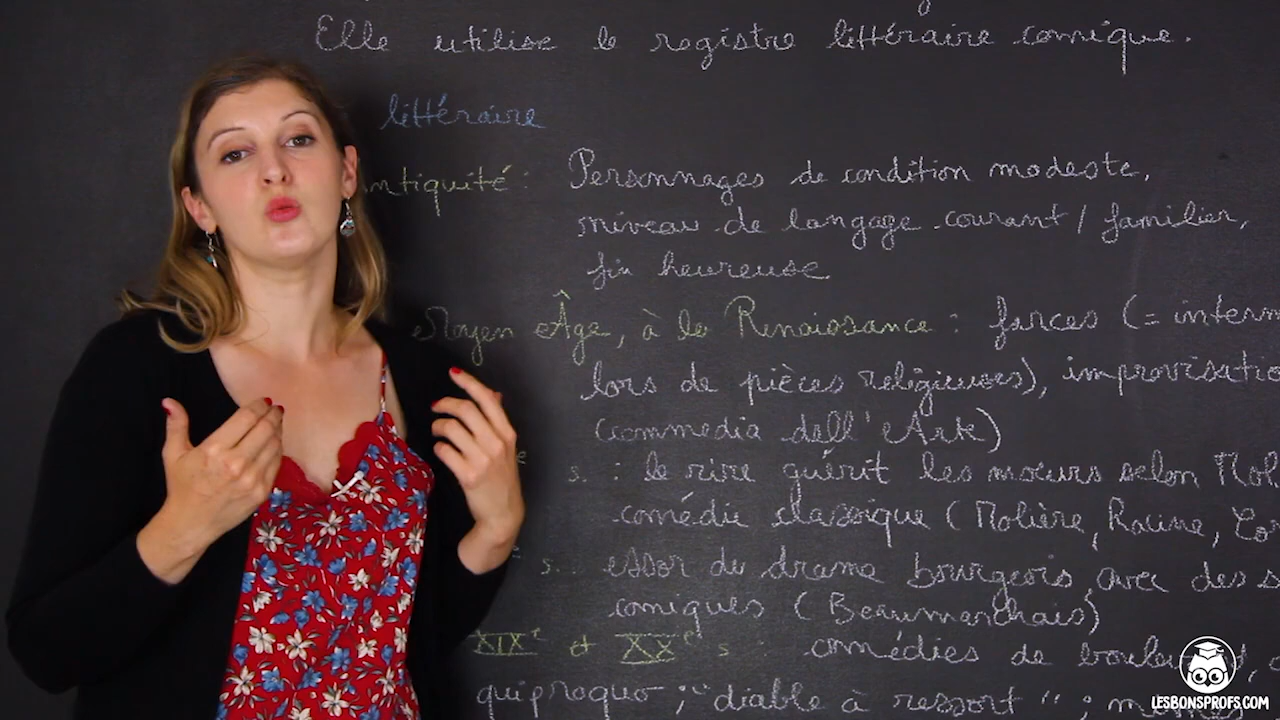 Elle utilise le registre littéraire comique.
littéraire
ntiquité : Personnages de condition modeste,
niveau de langage courant / familier,
fin heureuse
Moyen Âge, à la Renaissance : farces (= interm
lors de pièces religieuses), improvisatio
(commedia dell'Arte)
e s. : le rire guérit les mœurs selon Mol
comédie classique (Molière, Racine, Cor
e s. : essor du drame bourgeois, avec des s
comiques (Beaumarchais)
XIXe et XXe s : comédies de boule
quiproquo ; "diable à ressort" ;
LESBONSPROFS.COM